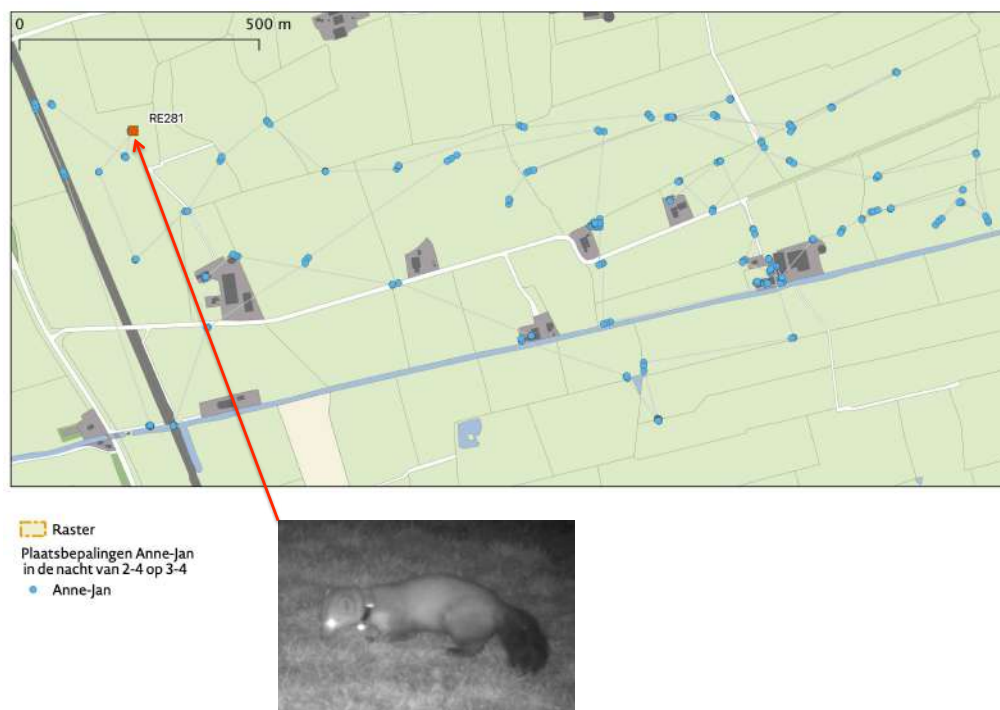 0 500 m
RE281
Raster
Plaatsbepalingen Anne-Jan
in de nacht van 2-4 op 3-4
Anne-Jan